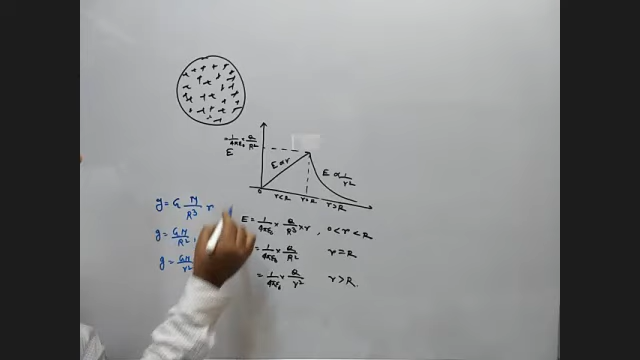 = 1/4πε₀ × Q/R²
E
E ∝ r
E ∝ 1/r²
0
r<R
r=R
r>R
g = G M/R³ r
E = 1/4πε₀ × Q/R³ × r , 0 < r < R
g = GM/R²,
= 1/4πε₀ × Q/R² r = R
g = GM/r²
= 1/4πε₀ × Q/r² r > R.